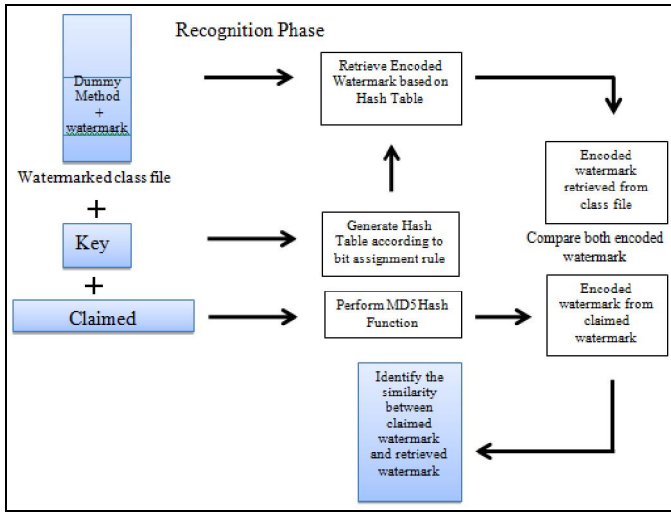 Recognition Phase
Dummy
Method
+
watermark
Watermarked class file
+
Key
+
Claimed
Retrieve Encoded
Watermark based on
Hash Table
Generate Hash
Table according to
bit assignment rule
Perform MD5 Hash
Function
Encoded
watermark
retrieved from
class file
Compare both encoded
watermark
Encoded
watermark from
claimed
watermark
Identify the
similarity
between
claimed
watermark
and retrieved
watermark